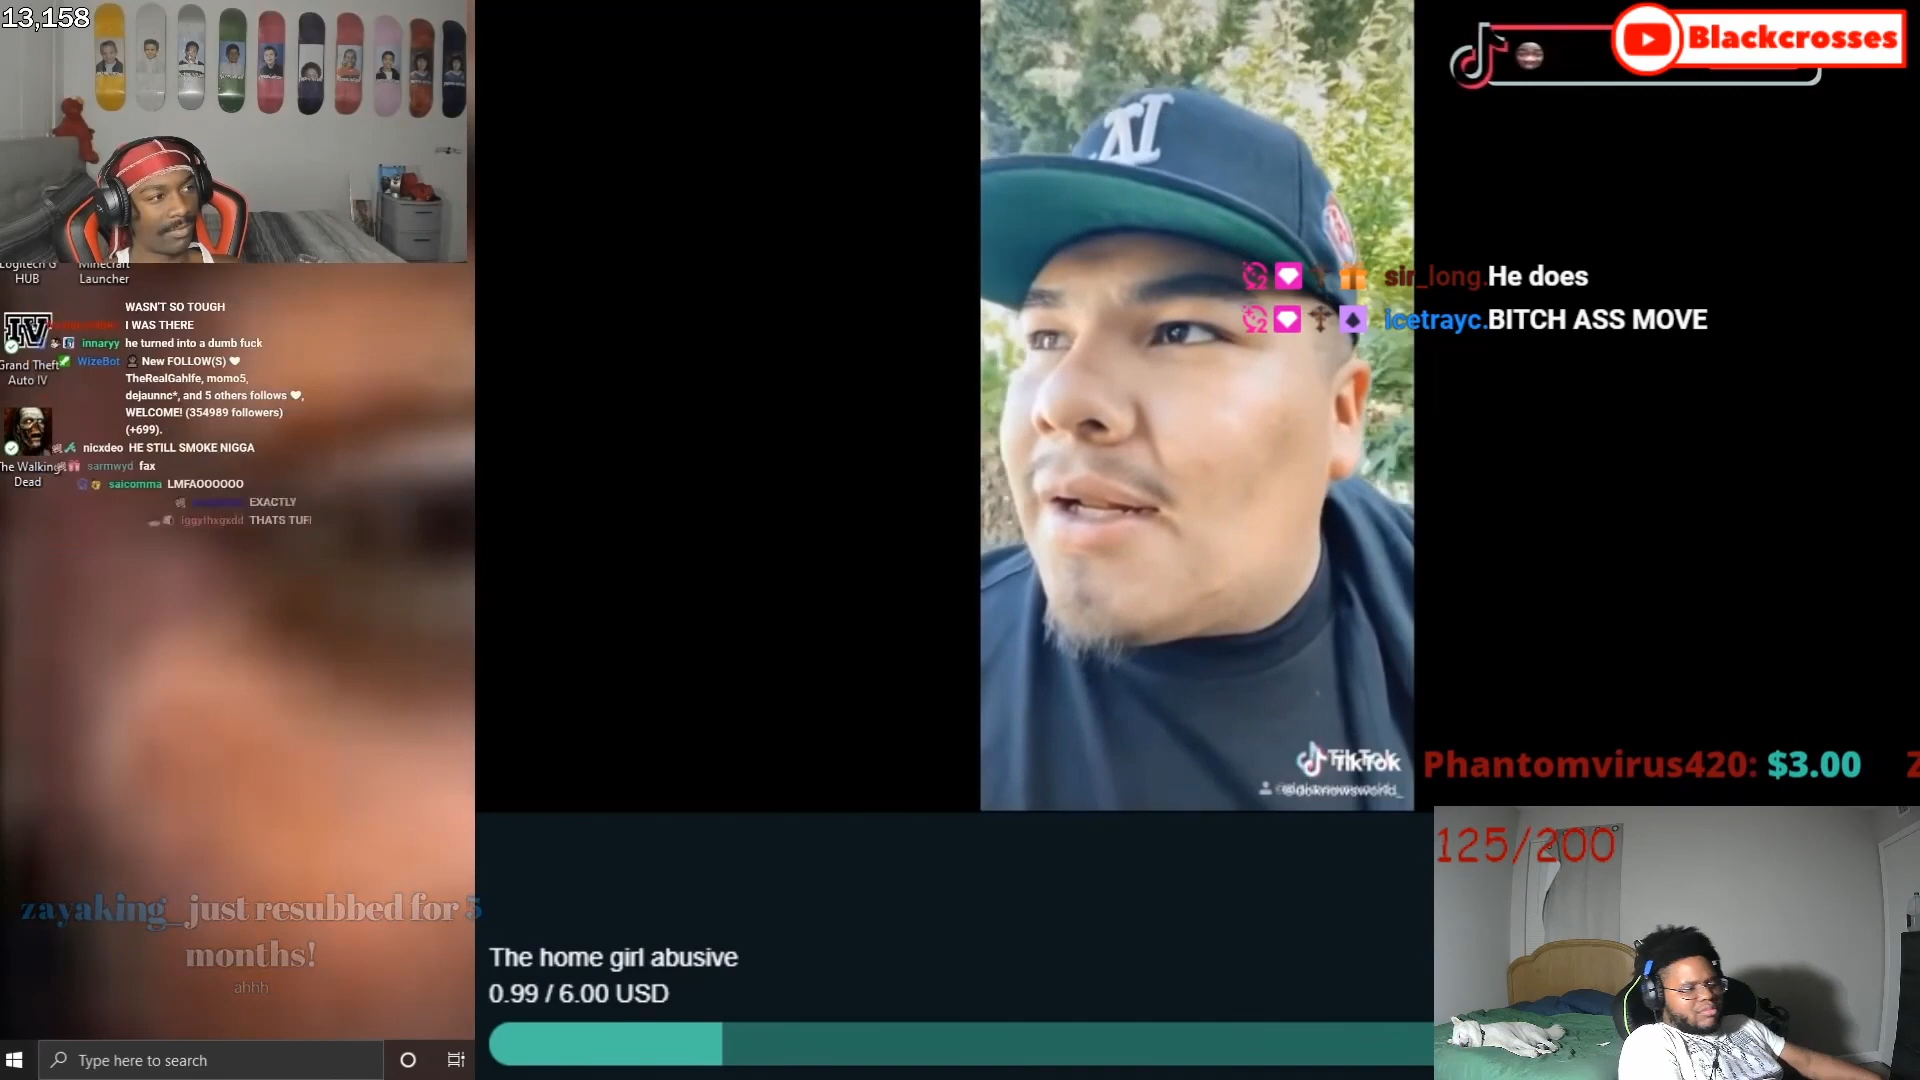 13,158
Blackcrosses
Logitech G
HUB
Minecraft
Launcher
WASN'T SO TOUGH
I WAS THERE
innaryy he turned into a dumb fuck
Grand Theft
Auto IV
WizeBot New FOLLOW(S)
TheRealGahlfe, momo5,
dejaunnc*, and 5 others follows ,
WELCOME! (354989 followers)
(+699).
nicxdeo HE STILL SMOKE NIGGA
The Walking
Dead
sarmwyd fax
saicomma LMFAOOOOOO
EXACTLY
THATS TUF
sir_long. He does
icetrayc. BITCH ASS MOVE
TikTok
Phantomvirus420: $3.00
125/200
zayaking_ just resubbed for 5
months!
ahhh
The home girl abusive
0.99 / 6.00 USD
Type here to search